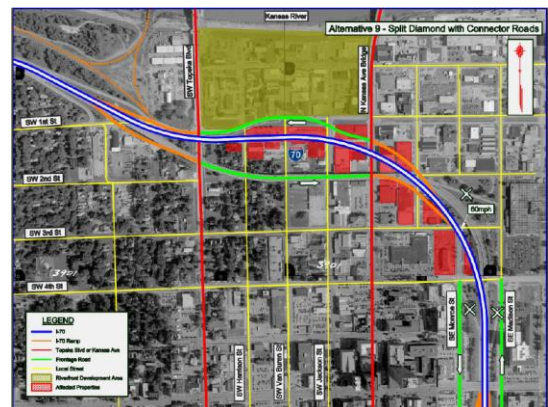 Kansas River
Alternative 9 - Split Diamond with Connector Roads
SW Topeka Blvd
N Kansas Ave Bridge
SW 1st St
70
SW 2nd St
60mph
SW 3rd St
3901
3901
SW 4th St
LEGEND
I-70
I-70 Ramp
Topeka Blvd or Kansas Ave
Frontage Road
Local Street
Riverfront Development Area
Affected Properties
SW Harrison St
SW Van Buren St
SW Jackson St
SE Monroe St
SE Madison St